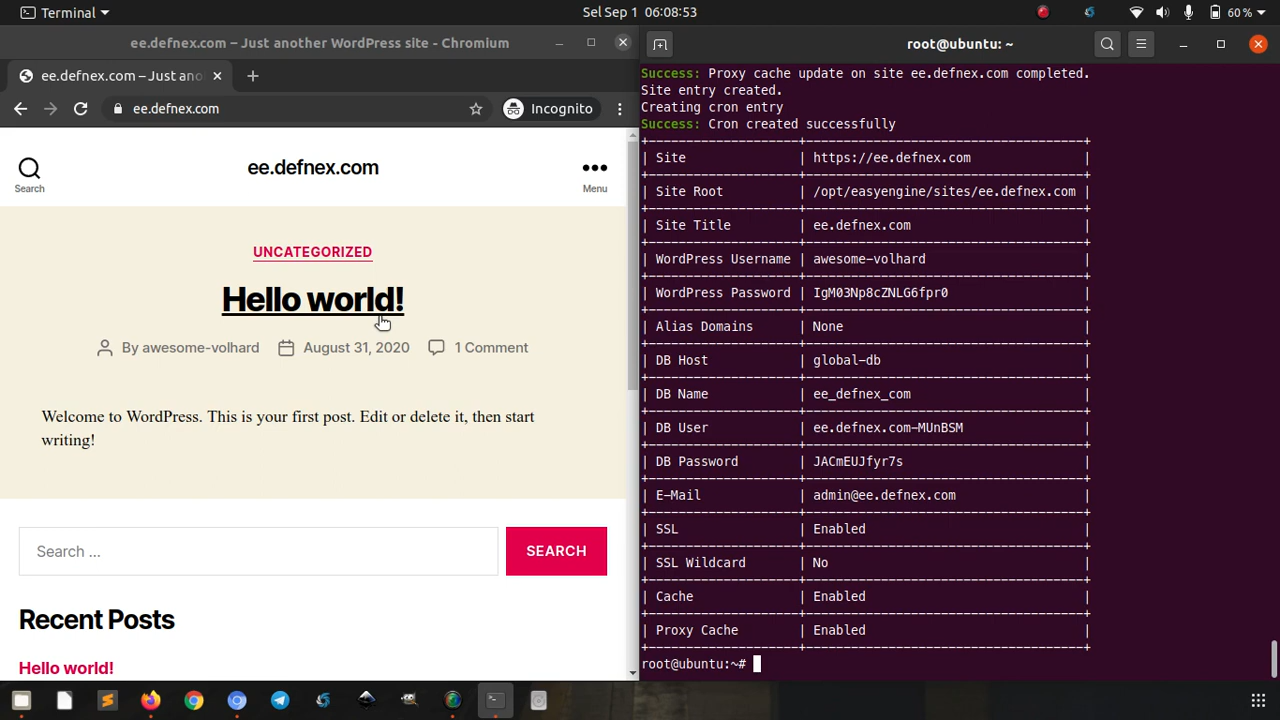 Terminal
Sel Sep 1 06:08:53
60 %
ee.defnex.com – Just another WordPress site - Chromium
ee.defnex.com – Just ano
ee.defnex.com
Incognito
Search
ee.defnex.com
Menu
UNCATEGORIZED
Hello world!
By awesome-volhard
August 31, 2020
1 Comment
Welcome to WordPress. This is your first post. Edit or delete it, then start
writing!
Search ...
SEARCH
Recent Posts
Hello world!
root@ubuntu: ~
Success: Proxy cache update on site ee.defnex.com completed.
Site entry created.
Creating cron entry
Success: Cron created successfully
| Site | https://ee.defnex.com |
| Site Root | /opt/easyengine/sites/ee.defnex.com |
| Site Title | ee.defnex.com |
| WordPress Username | awesome-volhard |
| WordPress Password | IgM03Np8cZNLG6fpr0 |
| Alias Domains | None |
| DB Host | global-db |
| DB Name | ee_defnex_com |
| DB User | ee.defnex.com-MUnBSM |
| DB Password | JACmEUJfyr7s |
| E-Mail | admin@ee.defnex.com |
| SSL | Enabled |
| SSL Wildcard | No |
| Cache | Enabled |
| Proxy Cache | Enabled |
root@ubuntu:~#